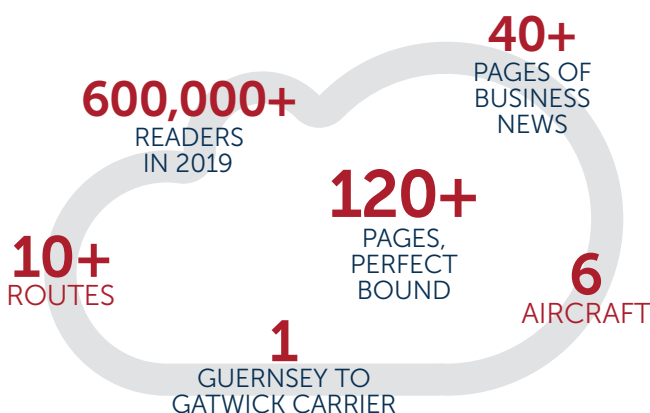 40+
PAGES OF
BUSINESS
NEWS
600,000+
READERS
IN 2019
120+
PAGES,
PERFECT
BOUND
10+
ROUTES
6
AIRCRAFT
1
GUERNSEY TO
GATWICK CARRIER